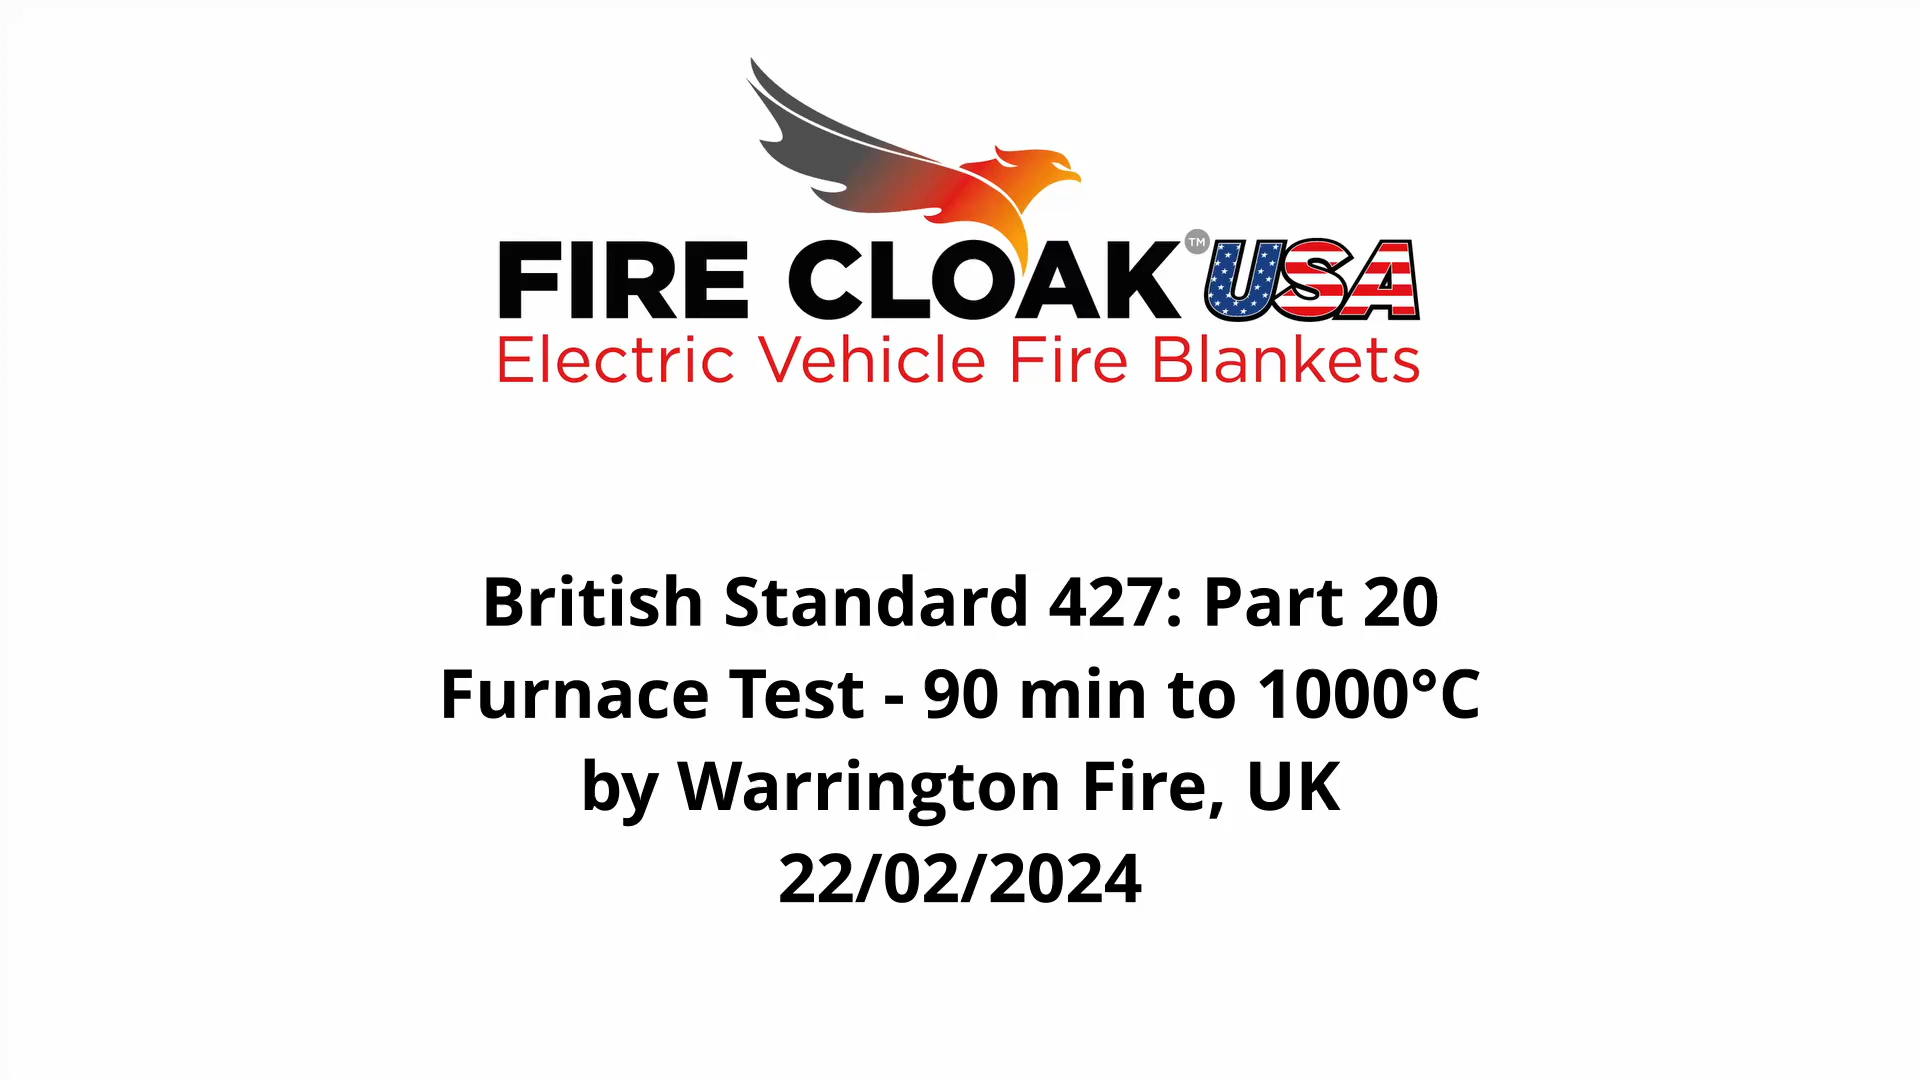 FIRE CLOAK™ USA
Electric Vehicle Fire Blankets
British Standard 427: Part 20
Furnace Test - 90 min to 1000°C
by Warrington Fire, UK
22/02/2024